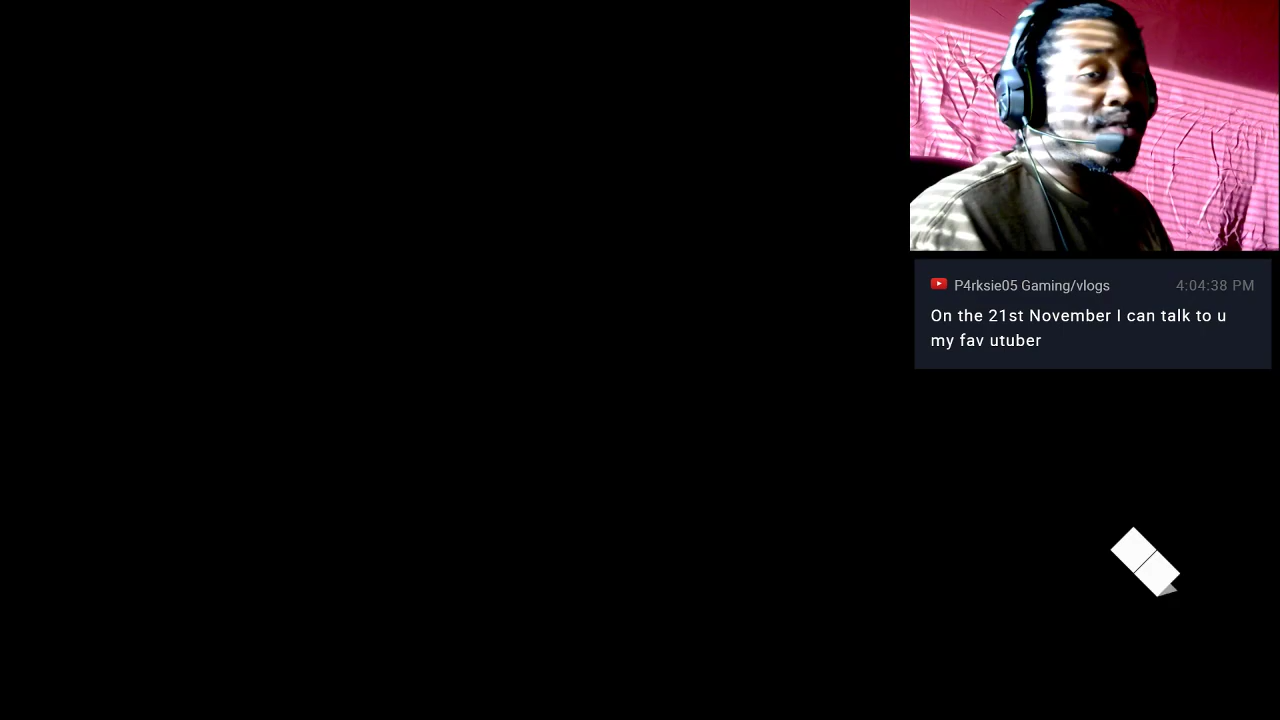 P4rksie05 Gaming/vlogs 4:04:38 PM
On the 21st November I can talk to u
my fav utuber